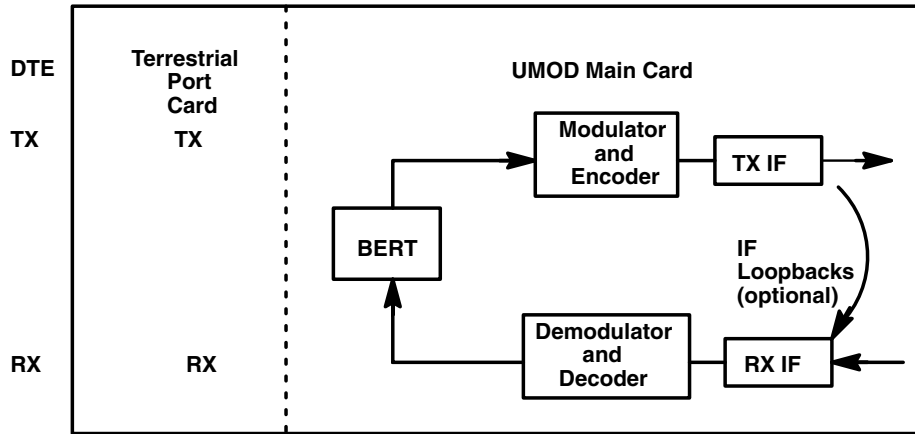 DTE
Terrestrial
Port
Card
UMOD Main Card
TX
TX
Modulator
and
Encoder
TX IF
BERT
IF
Loopbacks
(optional)
Demodulator
and
Decoder
RX IF
RX
RX